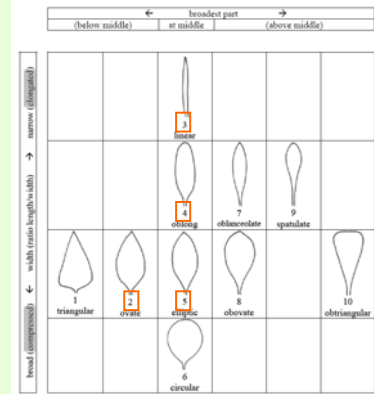 ← broadest part →
(below middle) at middle (above middle)
narrow (elongated)
← width (ratio length/width) →
broad (compressed)
3
linear
4 7 9
oblong oblanceolate spatulate
1 2 5 8 10
triangular ovate elliptic obovate obtriangular
6
circular